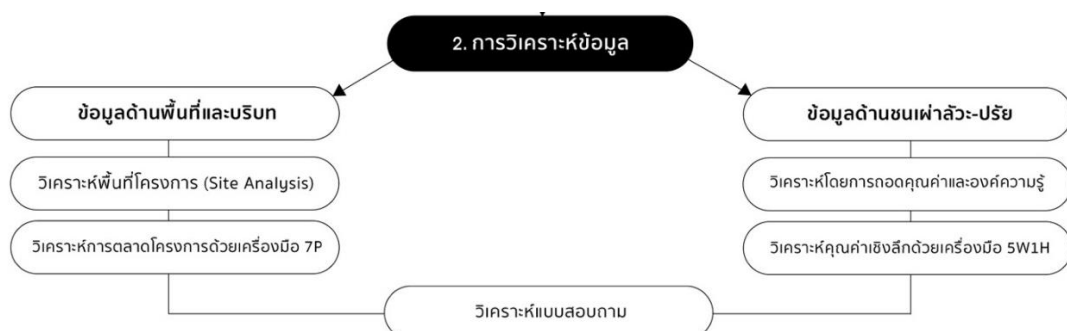 2. การวิเคราะห์ข้อมูล
ข้อมูลด้านพื้นที่และบริบท
ข้อมูลด้านชนเผ่าลัวะ-ปรัย
วิเคราะห์พื้นที่โครงการ (Site Analysis)
วิเคราะห์โดยการถอดคุณค่าและองค์ความรู้
วิเคราะห์การตลาดโครงการด้วยเครื่องมือ 7P
วิเคราะห์คุณค่าเชิงลึกด้วยเครื่องมือ 5W1H
วิเคราะห์แบบสอบถาม